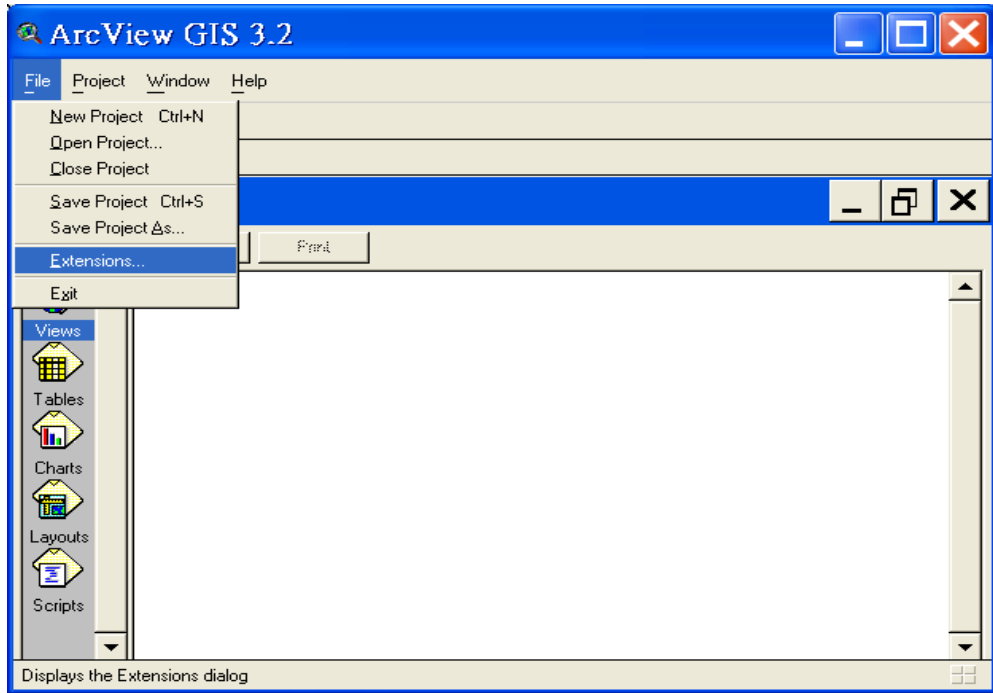 ArcView GIS 3.2
File Project Window Help
New Project Ctrl+N
Open Project...
Close Project
Save Project Ctrl+S
Save Project As...
Extensions...
Exit
Print
Views
Tables
Charts
Layouts
Scripts
Displays the Extensions dialog